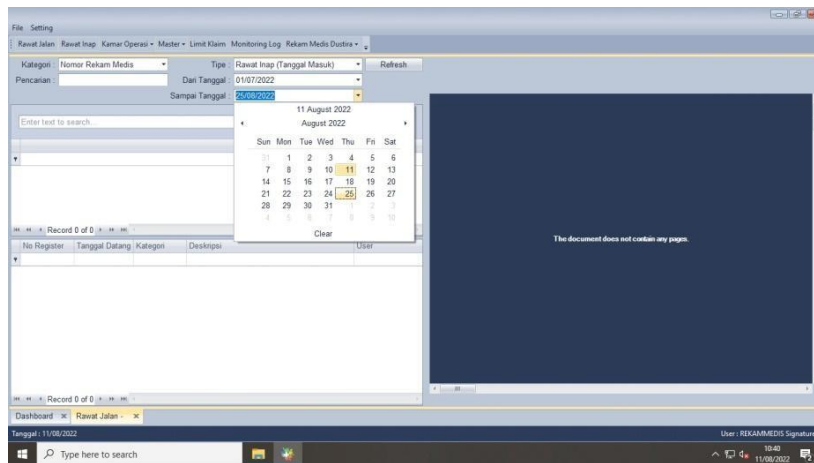 File Setting
Rawat Jalan Rawat Inap Kamar Operasi Master Limit Klaim Monitoring Log Rekam Medis Dustira
Kategori : Nomor Rekam Medis Tipe : Rawat Inap (Tanggal Masuk) Refresh
Pencarian : Dari Tanggal : 01/07/2022
Sampai Tanggal : 25/08/2022
11 August 2022
Enter text to search... August 2022
Sun Mon Tue Wed Thu Fri Sat
31 1 2 3 4 5 6
7 8 9 10 11 12 13
14 15 16 17 18 19 20
21 22 23 24 25 26 27
28 29 30 31 1 2 3
4 5 6 7 8 9 10
Clear
Record 0 of 0
No Register Tanggal Datang Kategori Deskripsi User
The document does not contain any pages.
Record 0 of 0
Dashboard Rawat Jalan -
Tanggal : 11/08/2022 User : REKAMMEDIS Signature
Type here to search
10:40
11/08/2022
2